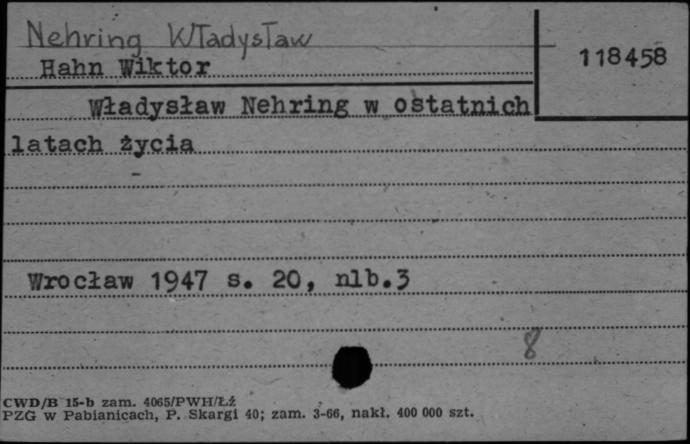 Nehring Władysław
Hahn Wiktor
118458
Władysław Nehring w ostatnich
latach życia
Wrocław 1947 s. 20, nlb.3
8
CWD/B 15-b zam. 4065/PWH/Łź
PZG w Pabianicach, P. Skargi 40; zam. 3-66, nakł. 400 000 szt.